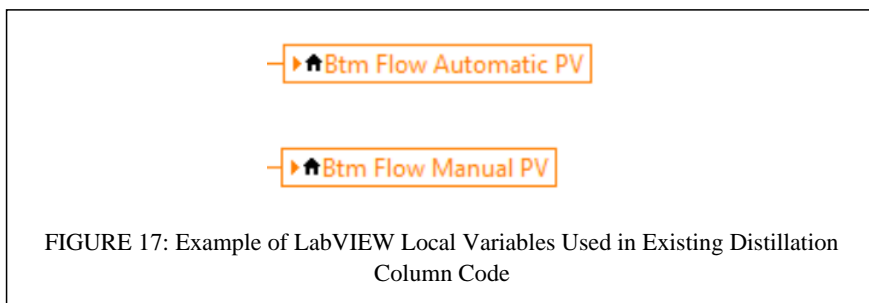 Btm Flow Automatic PV
Btm Flow Manual PV
FIGURE 17: Example of LabVIEW Local Variables Used in Existing Distillation
Column Code